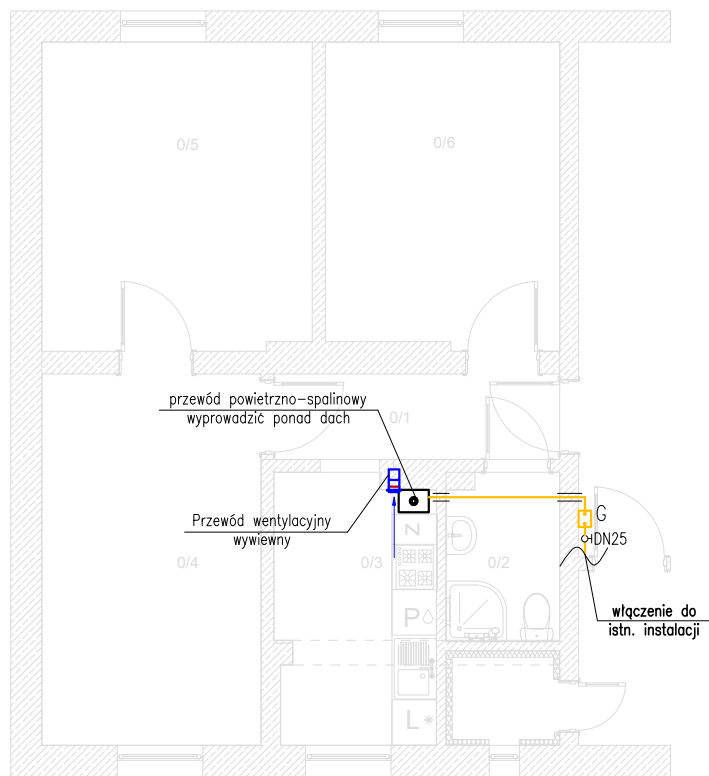 0/5
0/6
przewód powietrzno-spalinowy
wyprowadzić ponad dach
0/1
Przewód wentylacyjny
wywiewny
G
DN25
N
0/4
0/3
0/2
P
włączenie do
istn. instalacji
L*